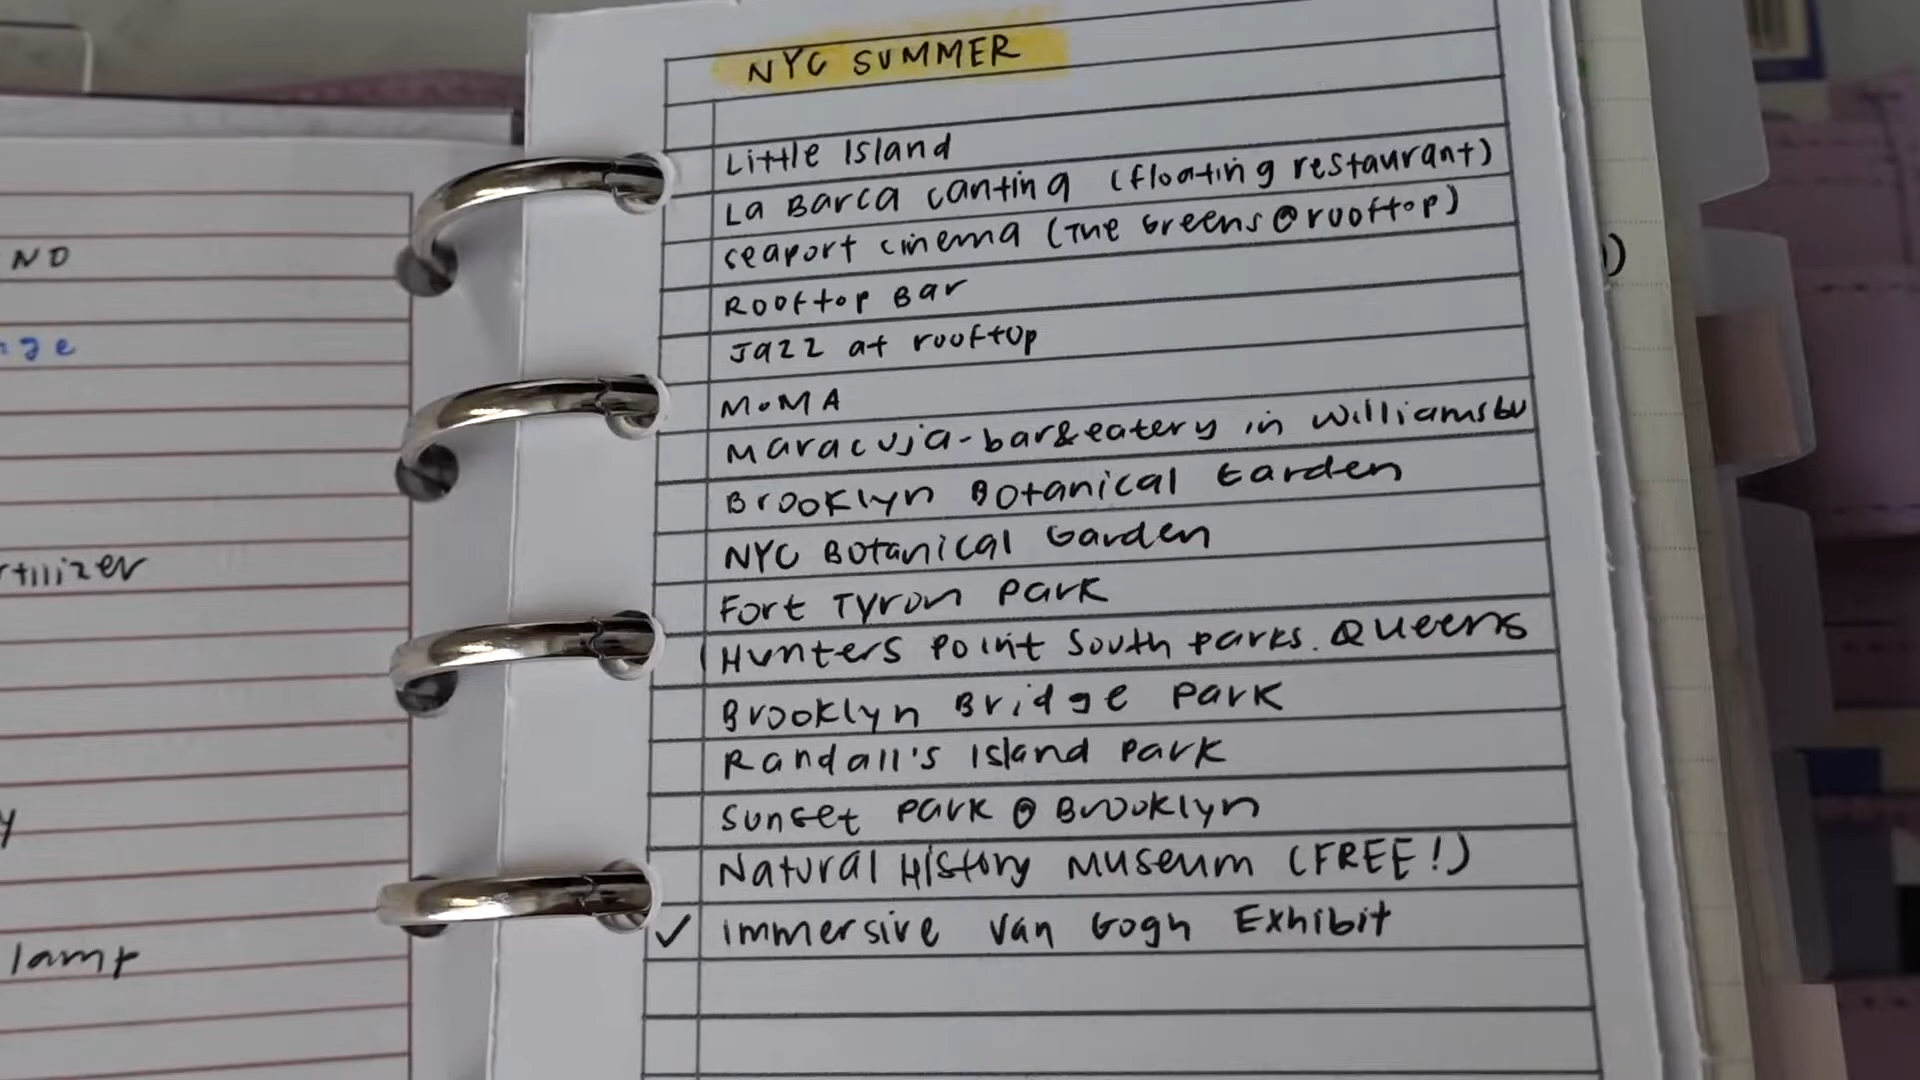 NYC SUMMER
Little Island
La Barca Canting (floating restaurant)
Seaport Cinema (The Greens @ rooftop)
Rooftop Bar
Jazz at rooftop
MOMA
Maracuja - bar & eatery in Williamsbu
Brooklyn Botanical Garden
NYC Botanical Garden
Fort Tyron Park
Hunters Point South Parks. Queens
Brooklyn Bridge Park
Randall's Island Park
Sunset Park @ Brooklyn
Natural History Museum (FREE!)
✓ Immersive Van Gogh Exhibit
ND
ge
tilizer
y
lamp
)